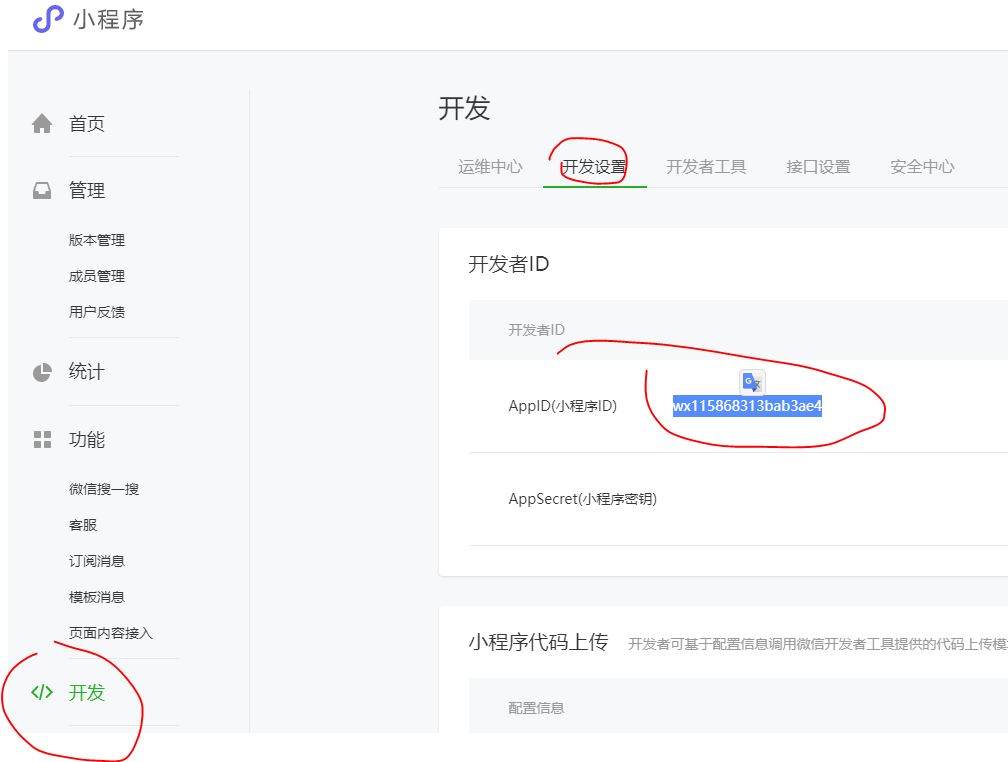 小程序
首页
管理
版本管理
成员管理
用户反馈
统计
功能
微信搜一搜
客服
订阅消息
模板消息
页面内容接入
开发
开发
运维中心 开发设置 开发者工具 接口设置 安全中心
开发者ID
开发者ID
AppID(小程序ID) wx115868313bab3ae4
AppSecret(小程序密钥)
小程序代码上传 开发者可基于配置信息调用微信开发者工具提供的代码上传模
配置信息